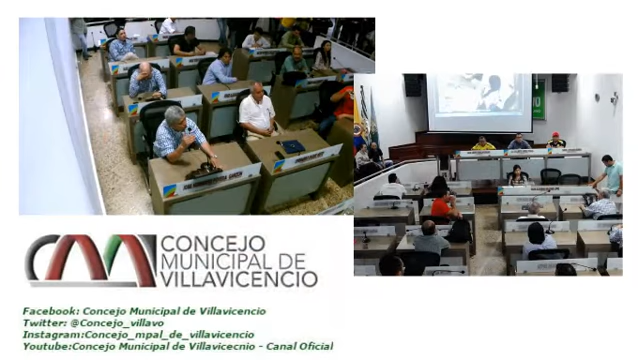 CONCEJO
MUNICIPAL DE
VILLAVICENCIO
Facebook: Concejo Municipal de Villavicencio
Twitter: @Concejo_villavo
Instagram:Concejo_mpal_de_villavicencio
Youtube:Concejo Municipal de Villavicecnio - Canal Oficial